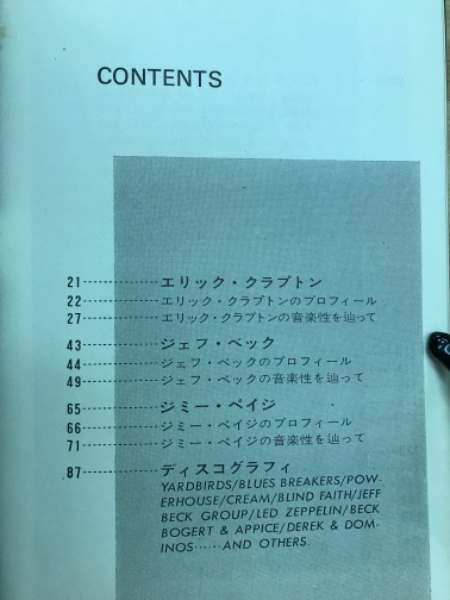 CONTENTS
21 ............ エリック・クラプトン
22 ............ エリック・クラプトンのプロフィール
27 ............ エリック・クラプトンの音楽性を辿って
43 ............ ジェフ・ベック
44 ............ ジェフ・ベックのプロフィール
49 ............ ジェフ・ベックの音楽性を辿って
65 ............ ジミー・ペイジ
66 ............ ジミー・ペイジのプロフィール
71 ............ ジミー・ペイジの音楽性を辿って
87 ............ ディスコグラフィ
YARDBIRDS/BLUES BREAKERS/POW-
ERHOUSE/CREAM/BLIND FAITH/JEFF
BECK GROUP/LED ZEPPELIN/BECK
BOGERT & APPICE/DEREK & DOM-
INOS……AND OTHERS.